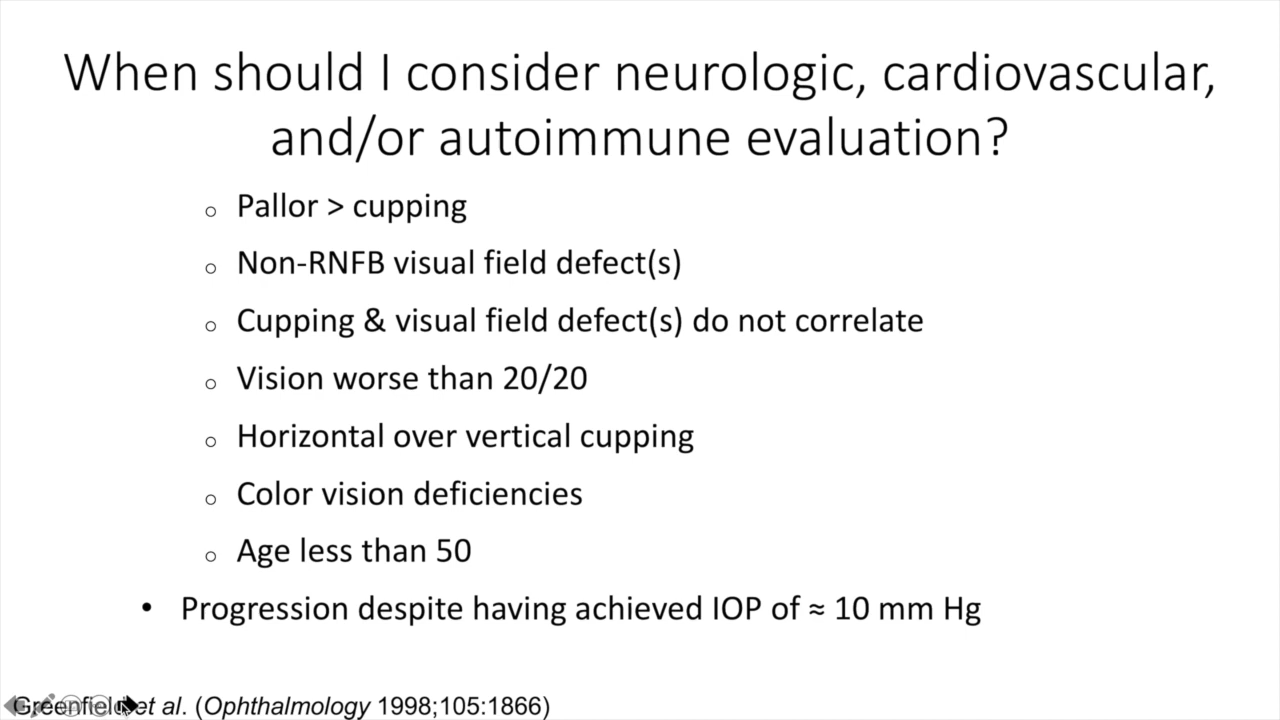 When should I consider neurologic, cardiovascular,
and/or autoimmune evaluation?
○ Pallor > cupping
○ Non-RNFB visual field defect(s)
○ Cupping & visual field defect(s) do not correlate
○ Vision worse than 20/20
○ Horizontal over vertical cupping
○ Color vision deficiencies
○ Age less than 50
• Progression despite having achieved IOP of ≈ 10 mm Hg
Greenfield et al. (Ophthalmology 1998;105:1866)